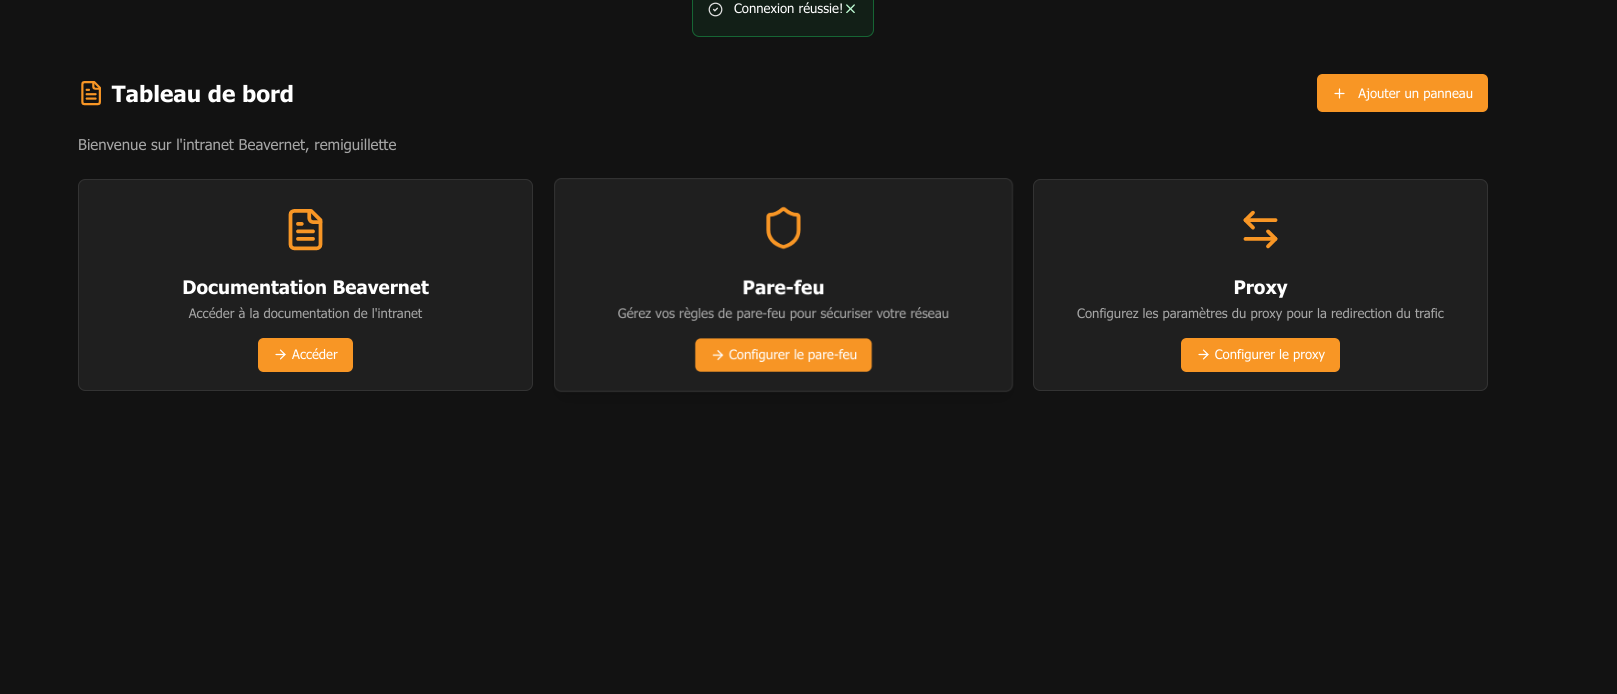 Connexion réussie!
Tableau de bord
Ajouter un panneau
Bienvenue sur l'intranet Beavernet, remiguillette
Documentation Beavernet
Accéder à la documentation de l'intranet
Accéder
Pare-feu
Gérez vos règles de pare-feu pour sécuriser votre réseau
Configurer le pare-feu
Proxy
Configurez les paramètres du proxy pour la redirection du trafic
Configurer le proxy